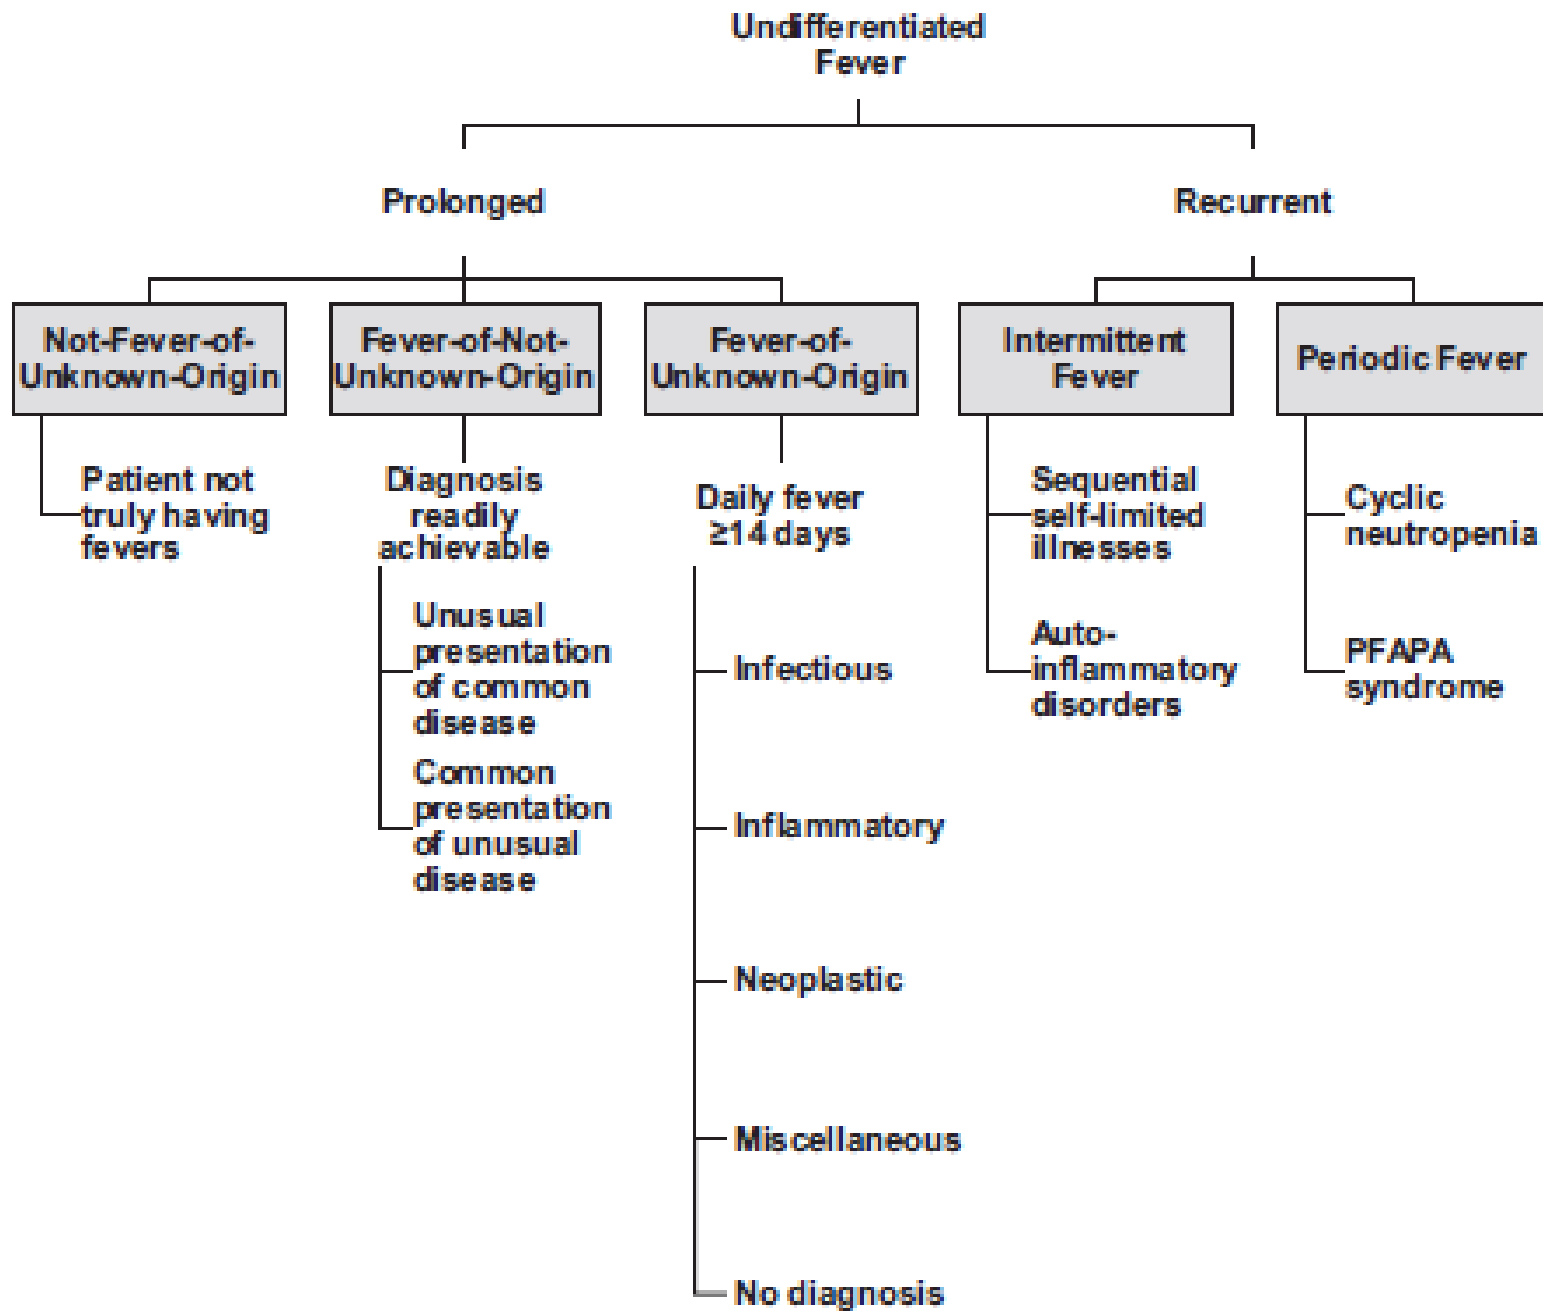 Undifferentiated
Fever
Prolonged
Recurrent
Not-Fever-of-
Unknown-Origin
Fever-of-Not-
Unknown-Origin
Fever-of-
Unknown-Origin
Intermittent
Fever
Periodic Fever
Patient not
truly having
fevers
Diagnosis
readily
achievable
Unusual
presentation
of common
disease
Common
presentation
of unusual
disease
Daily fever
≥14 days
Infectious
Inflammatory
Neoplastic
Miscellaneous
No diagnosis
Sequential
self-limited
illnesses
Auto-
inflammatory
disorders
Cyclic
neutropenia
PFAPA
syndrome